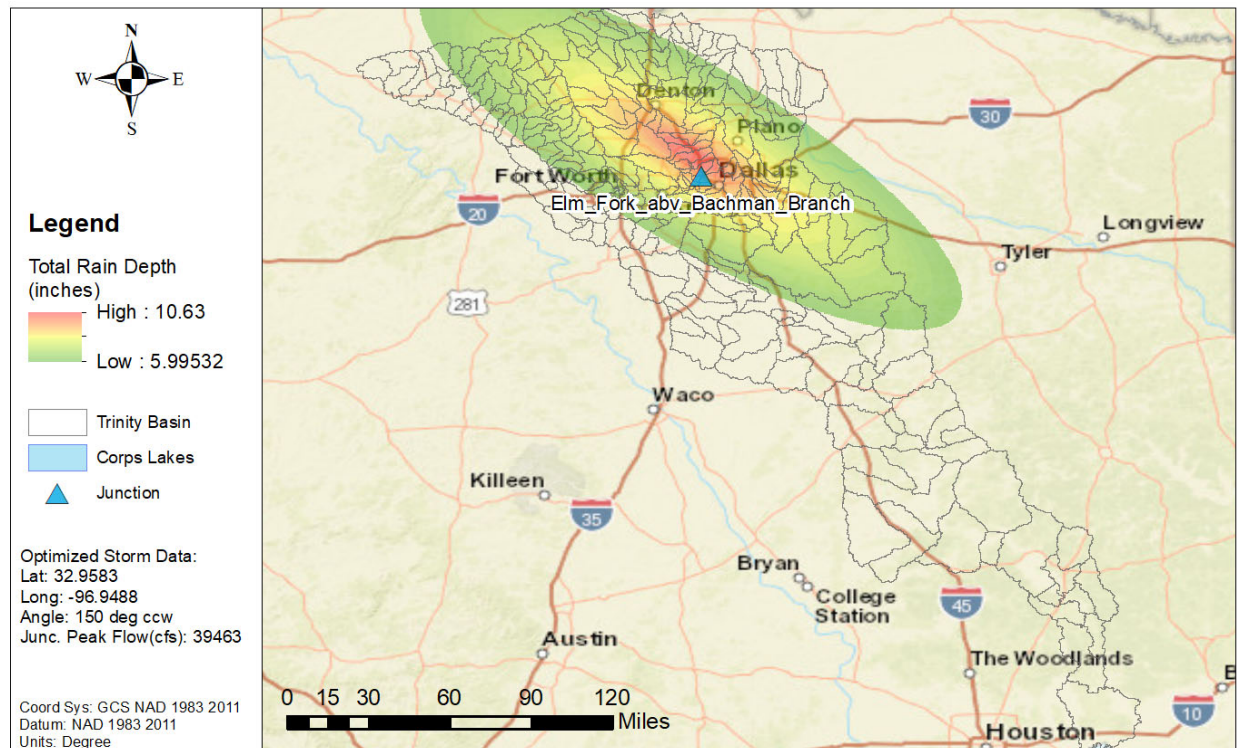 N
W
E
S
Legend
Total Rain Depth
(inches)
High : 10.63
Low : 5.99532
Trinity Basin
Corps Lakes
Junction
Optimized Storm Data:
Lat: 32.9583
Long: -96.9488
Angle: 150 deg ccw
Junc. Peak Flow(cfs): 39463
Coord Sys: GCS NAD 1983 2011
Datum: NAD 1983 2011
Units: Degree
Denton
30
Plano
Dallas
Fort Worth
Elm_Fork_abv_Bachman_Branch
20
Longview
Tyler
281
Waco
Killeen
35
Bryan
College
Station
45
Austin
The Woodlands
B
10
Houston
0 15 30 60 90 120
Miles